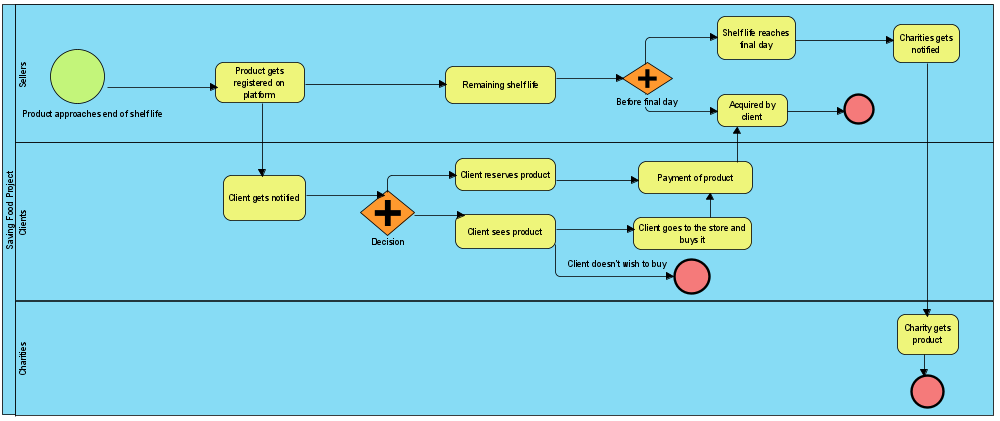 Saving Food Project
Sellers
Product approaches end of shelf life
Product gets
registered on
platform
Remaining shelf life
Before final day
Shelf life reaches
final day
Charities gets
notified
Acquired by
client
Clients
Client gets notified
Decision
Client reserves product
Payment of product
Client sees product
Client goes to the store and
buys it
Client doesn't wish to buy
Charities
Charity gets
product